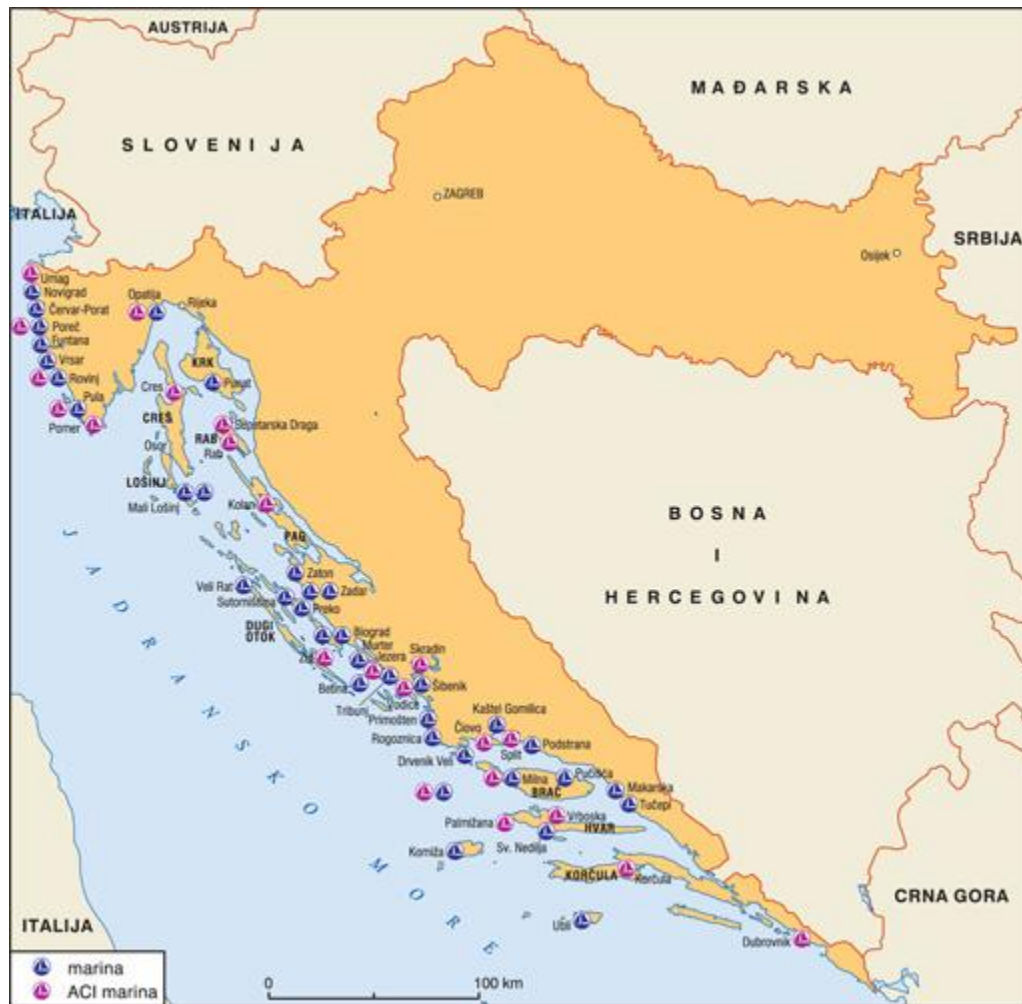 AUSTRIJA
MAĐARSKA
SLOVENIJA
ZAGREB
ITALIJA
SRBIJA
Osijek
Umag
Novigrad
Opatija
Rijeka
Červar-Porat
Poreč
Funtana
Vrsar
KRK
Rovinj
Cres
Punat
Pula
CRES
Pomer
Supetarska Draga
RAB
Rab
Osor
LOŠINJ
Mali Lošinj
Kolan
BOSNA
I
HERCEGOVINA
PAG
Zaton
Veli Rat
Zadar
Sutomišćica
Preko
DUGI
OTOK
Biograd
Murter
Jezera
Skradin
Žut
Betina
Šibenik
Vodice
Tribunj
Primošten
Kaštel Gomilica
Čiovo
Rogoznica
Split
Podstrana
Drvenik Veli
Milna
Pučišća
BRAČ
Makarska
Tučepi
Vrboska
Palmižana
HVAR
Sv. Nedilja
Komiža
KORČULA
Korčula
CRNA GORA
Ubli
Dubrovnik
JADRANSKO MORE
ITALIJA
marina
ACI marina
0 100 km